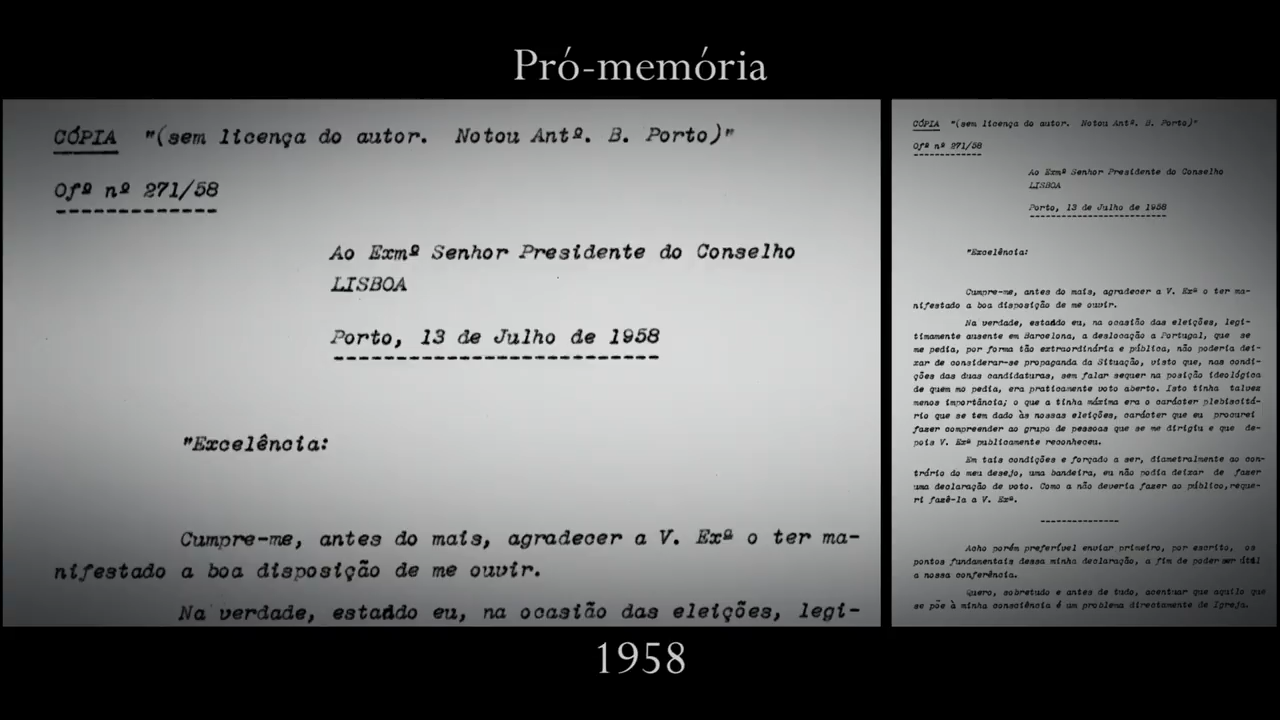 Pró-memória
CÓPIA "(sem licença do autor. Notou Antº. B. Porto)"
Ofº nº 271/58
Ao Exmº Senhor Presidente do Conselho
LISBOA
Porto, 13 de Julho de 1958
"Excelência:
Cumpre-me, antes do mais, agradecer a V. Exª o ter ma-
nifestado a boa disposição de me ouvir.
Na verdade, estando eu, na ocasião das eleições, legi-
CÓPIA "(sem licença do autor. Notou Antº. B. Porto)"
Ofº nº 271/58
Ao Exmº Senhor Presidente do Conselho
LISBOA
Porto, 13 de Julho de 1958
"Excelência:
Cumpre-me, antes do mais, agradecer a V. Exª o ter ma-
nifestado a boa disposição de me ouvir.
Na verdade, estando eu, na ocasião das eleições, legi-
timamente ausente em Barcelona, a deslocação a Portugal, que se
me pedia, por forma tão extraordinária e pública, não poderia dei-
xar de considerar-se propaganda da Situação, visto que, nas condi-
ções das duas candidaturas, sem falar sequer na posição ideológica
de quem mo pedia, era praticamente voto aberto. Isto tinha talvez
menos importância; o que a tinha máxima era o carácter plebiscitá-
rio que se tem dado às nossas eleições, carácter que eu procurei
fazer compreender ao grupo de pessoas que se me dirigiu e que de-
pois V. Exª publicamente reconheceu.
Em tais condições e forçado a ser, diametralmente ao con-
trário do meu desejo, uma bandeira, eu não podia deixar de fazer
uma declaração de voto. Como a não deveria fazer ao público, reque-
ri fazê-la a V. Exª.
Acho porém preferível enviar primeiro, por escrito, os
pontos fundamentais dessa minha declaração, a fim de poder ser útil
a nossa conferência.
Quero, sobretudo e antes de tudo, acentuar que aquilo que
se põe à minha consciência é um problema directamente de Igreja.
1958